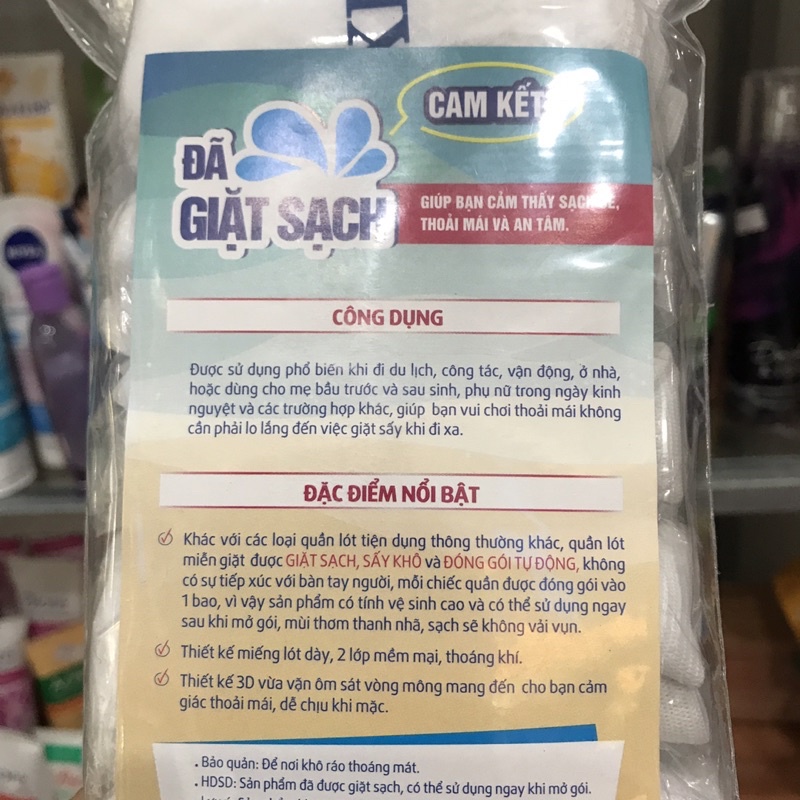 CAM KẾT
ĐÃ
GIẶT SẠCH
GIÚP BẠN CẢM THẤY SẠCH SẼ,
THOẢI MÁI VÀ AN TÂM.
CÔNG DỤNG
Được sử dụng phổ biến khi đi du lịch, công tác, vận động, ở nhà,
hoặc dùng cho mẹ bầu trước và sau sinh, phụ nữ trong ngày kinh
nguyệt và các trường hợp khác, giúp bạn vui chơi thoải mái không
cần phải lo lắng đến việc giặt sấy khi đi xa.
ĐẶC ĐIỂM NỔI BẬT
Khác với các loại quần lót tiện dụng thông thường khác, quần lót
miễn giặt được GIẶT SẠCH, SẤY KHÔ và ĐÓNG GÓI TỰ ĐỘNG, không
có sự tiếp xúc với bàn tay người, mỗi chiếc quần được đóng gói vào
1 bao, vì vậy sản phẩm có tính vệ sinh cao và có thể sử dụng ngay
sau khi mở gói, mùi thơm thanh nhã, sạch sẽ không vải vụn.
Thiết kế miếng lót dày, 2 lớp mềm mại, thoáng khí.
Thiết kế 3D vừa vặn ôm sát vòng mông mang đến cho bạn cảm
giác thoải mái, dễ chịu khi mặc.
. Bảo quản: Để nơi khô ráo thoáng mát.
. HDSD: Sản phẩm đã được giặt sạch, có thể sử dụng ngay khi mở gói.